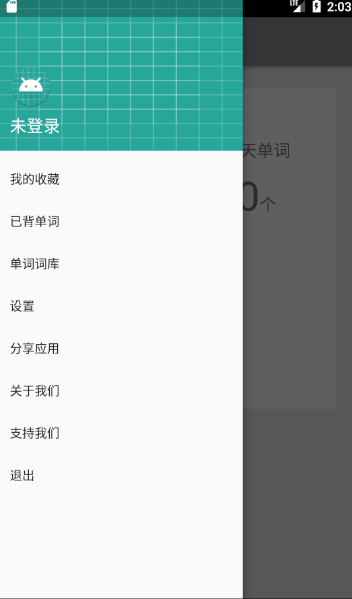 LTE 2:03
未登录
天单词
0个
我的收藏
已背单词
单词词库
设置
分享应用
关于我们
支持我们
退出